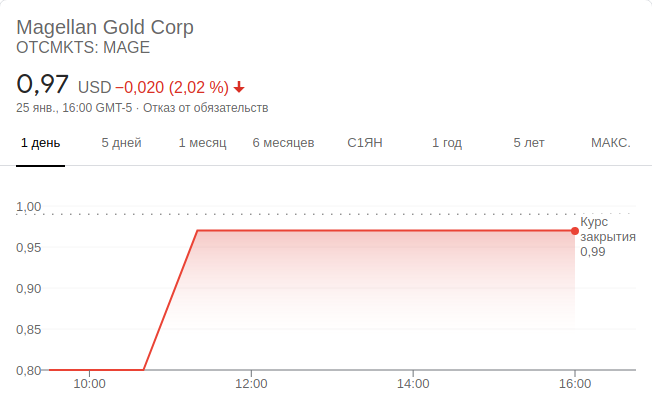 Magellan Gold Corp
OTCMKTS: MAGE
0,97 USD −0,020 (2,02 %)
25 янв., 16:00 GMT-5 · Отказ от обязательств
1 день 5 дней 1 месяц 6 месяцев С1ЯН 1 год 5 лет МАКС.
1,00
Курс
закрытия
0,99
0,95
0,90
0,85
0,80
10:00 12:00 14:00 16:00